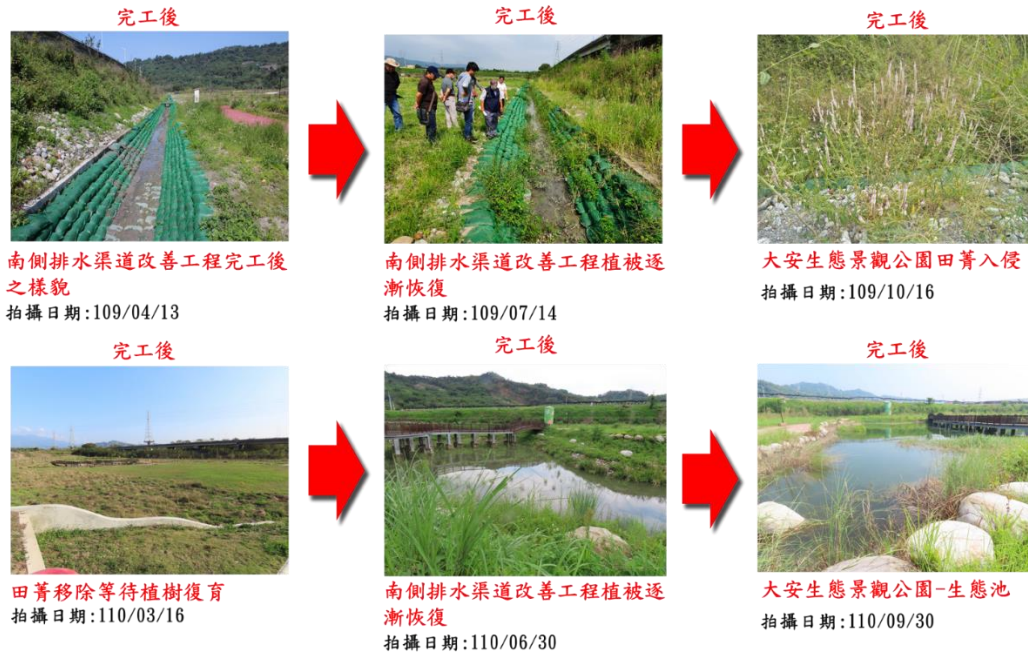 完工後
南側排水渠道改善工程完工後
之樣貌
拍攝日期:109/04/13
完工後
南側排水渠道改善工程植被逐
漸恢復
拍攝日期:109/07/14
完工後
大安生態景觀公園田菁入侵
拍攝日期:109/10/16
完工後
田菁移除等待植樹復育
拍攝日期:110/03/16
完工後
南側排水渠道改善工程植被逐
漸恢復
拍攝日期:110/06/30
完工後
大安生態景觀公園-生態池
拍攝日期:110/09/30